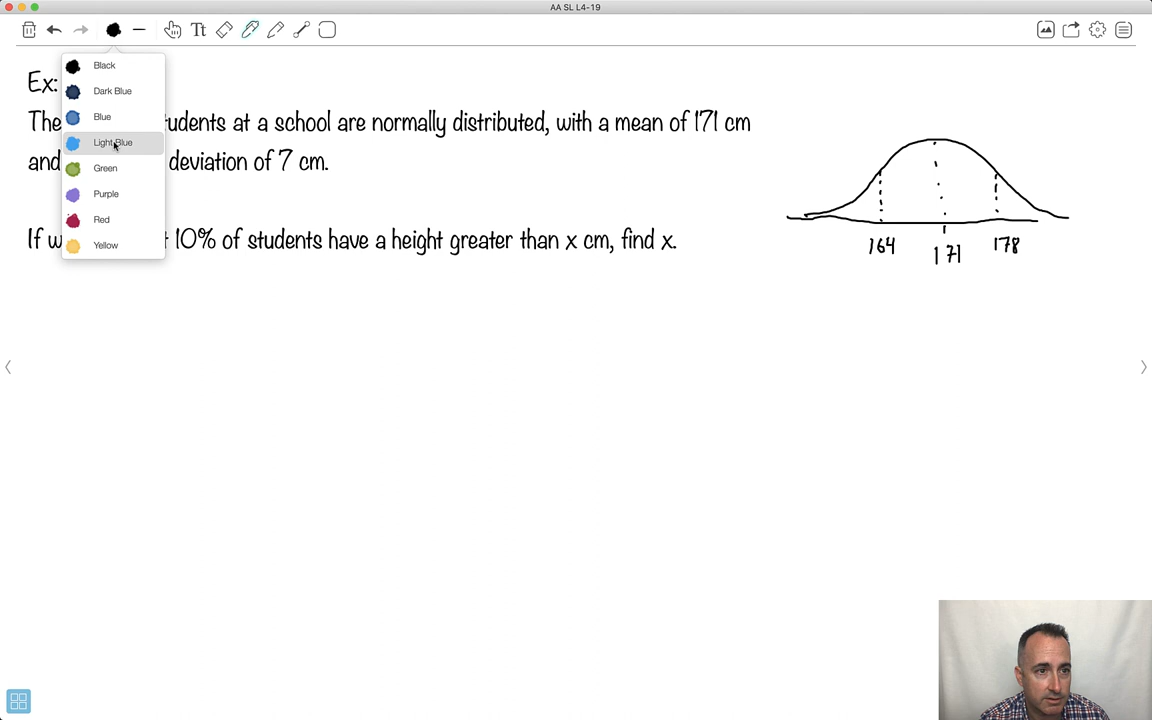 AA SL L4-19
Tt
Black
Dark Blue
Blue
Light Blue
Green
Purple
Red
Yellow
Ex:
The tudents at a school are normally distributed, with a mean of 171 cm
and deviation of 7 cm.
If w t 10% of students have a height greater than x cm, find x.
164 171 178